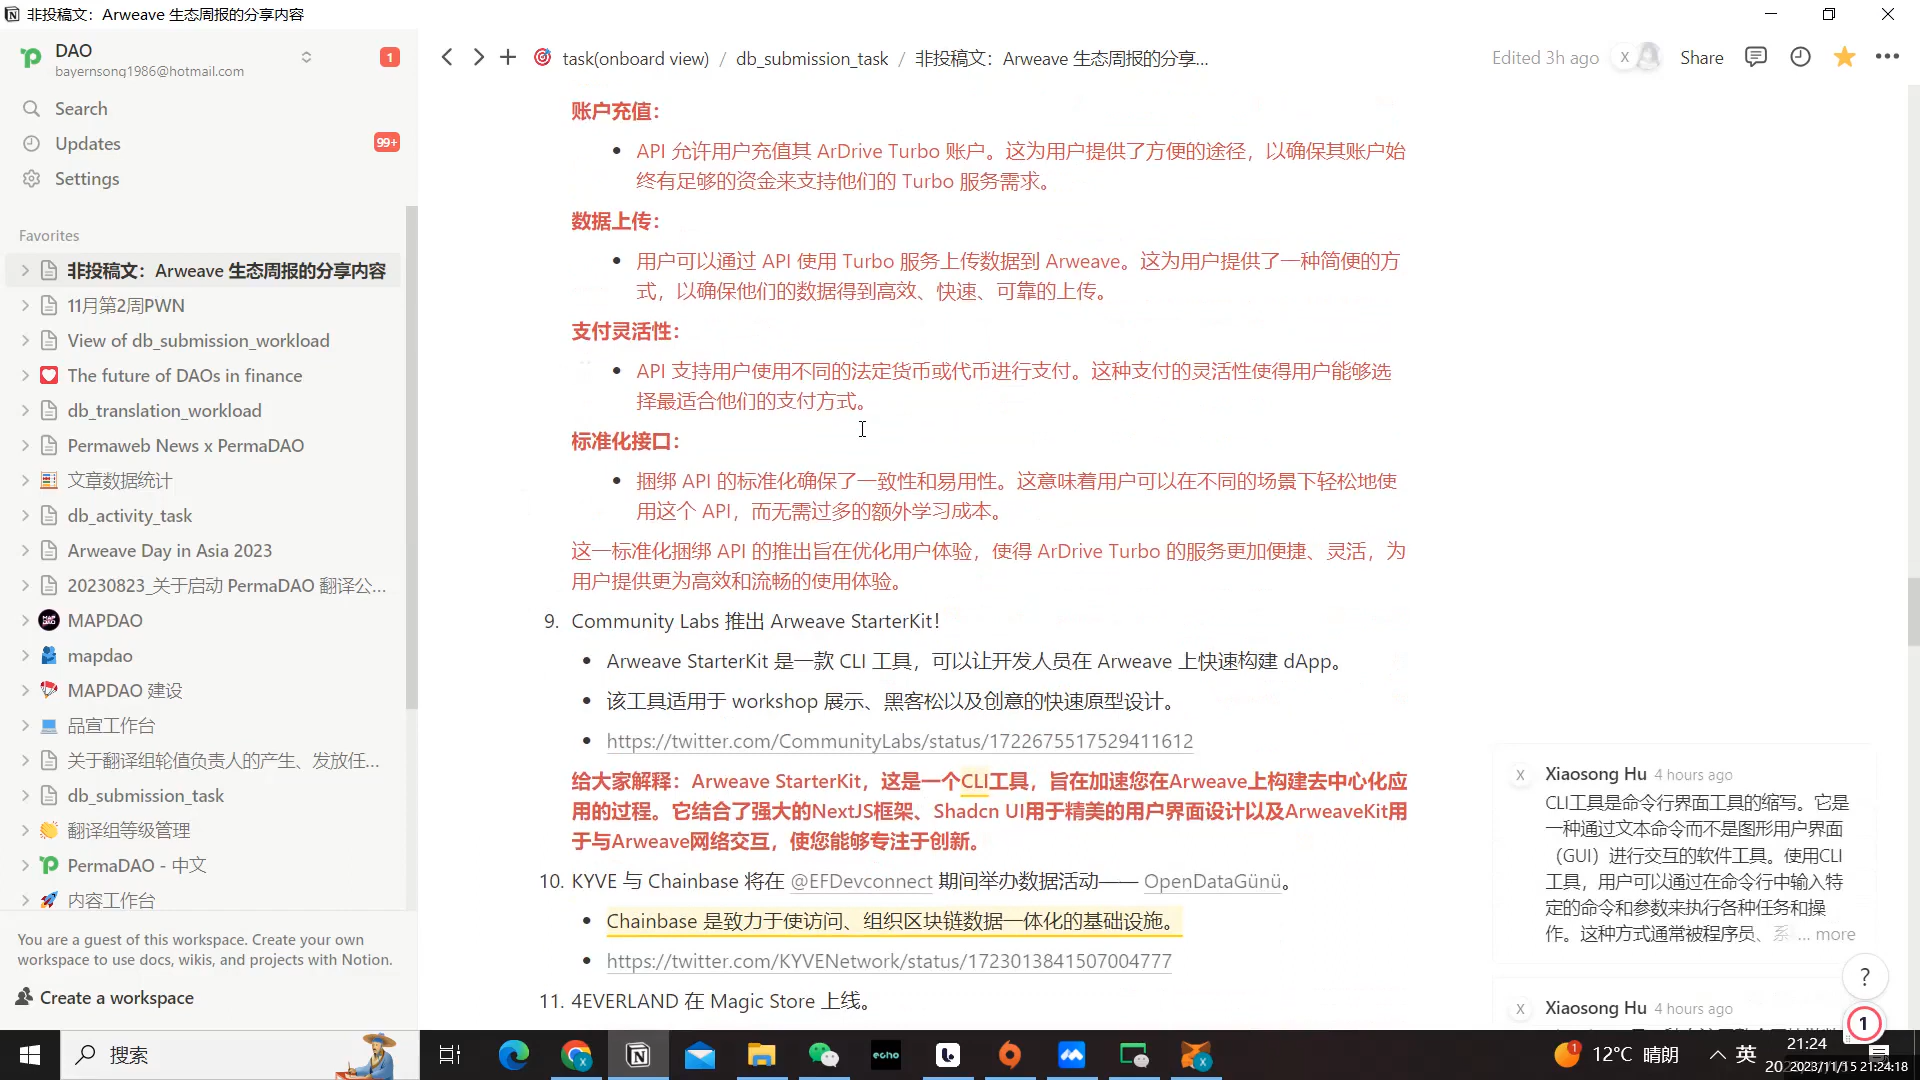 非投稿文：Arweave 生态周报的分享内容
DAO
bayernsong1986@hotmail.com
1
Search
Updates
99+
Settings
Favorites
非投稿文：Arweave 生态周报的分享内容
11月第2周PWN
View of db_submission_workload
The future of DAOs in finance
db_translation_workload
Permaweb News x PermaDAO
文章数据统计
db_activity_task
Arweave Day in Asia 2023
20230823_关于启动 PermaDAO 翻译公...
MAPDAO
mapdao
MAPDAO 建设
品宣工作台
关于翻译组轮值负责人的产生、发放任...
db_submission_task
翻译组等级管理
PermaDAO - 中文
内容工作台
You are a guest of this workspace. Create your own
workspace to use docs, wikis, and projects with Notion.
Create a workspace
task(onboard view) / db_submission_task / 非投稿文：Arweave 生态周报的分享...
Edited 3h ago
X
Share
账户充值：
API 允许用户充值其 ArDrive Turbo 账户。这为用户提供了方便的途径，以确保其账户始
终有足够的资金来支持他们的 Turbo 服务需求。
数据上传：
用户可以通过 API 使用 Turbo 服务上传数据到 Arweave。这为用户提供了一种简便的方
式，以确保他们的数据得到高效、快速、可靠的上传。
支付灵活性：
API 支持用户使用不同的法定货币或代币进行支付。这种支付的灵活性使得用户能够选
择最适合他们的支付方式。
标准化接口：
捆绑 API 的标准化确保了一致性和易用性。这意味着用户可以在不同的场景下轻松地使
用这个 API，而无需过多的额外学习成本。
这一标准化捆绑 API 的推出旨在优化用户体验，使得 ArDrive Turbo 的服务更加便捷、灵活，为
用户提供更为高效和流畅的使用体验。
9. Community Labs 推出 Arweave StarterKit！
Arweave StarterKit 是一款 CLI 工具，可以让开发人员在 Arweave 上快速构建 dApp。
该工具适用于 workshop 展示、黑客松以及创意的快速原型设计。
https://twitter.com/CommunityLabs/status/1722675517529411612
给大家解释：Arweave StarterKit，这是一个CLI工具，旨在加速您在Arweave上构建去中心化应
用的过程。它结合了强大的NextJS框架、Shadcn UI用于精美的用户界面设计以及ArweaveKit用
于与Arweave网络交互，使您能够专注于创新。
10. KYVE 与 Chainbase 将在 @EFDevconnect 期间举办数据活动—— OpenDataGünü。
Chainbase 是致力于使访问、组织区块链数据一体化的基础设施。
https://twitter.com/KYVENetwork/status/1723013841507004777
11. 4EVERLAND 在 Magic Store 上线。
X Xiaosong Hu 4 hours ago
CLI工具是命令行界面工具的缩写。它是
一种通过文本命令而不是图形用户界面
（GUI）进行交互的软件工具。使用CLI
工具，用户可以通过在命令行中输入特
定的命令和参数来执行各种任务和操
作。这种方式通常被程序员、系 ... more
X Xiaosong Hu 4 hours ago
?
1
搜索
echo
1
12°C 晴朗
英
21:24
2023/11/15 21:24:18